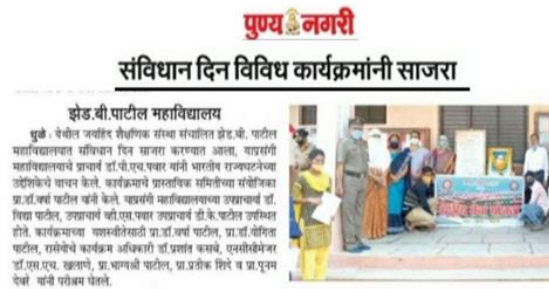 पुण्य नगरी
संविधान दिन विविध कार्यक्रमांनी साजरा
झेड.बी.पाटील महाविद्यालय
धुळे : येथील जयहिंद शैक्षणिक संस्था संचालित झेड.बी. पाटील
महाविद्यालयात संविधान दिन साजरा करण्यात आला, याप्रसंगी
महाविद्यालयाचे प्राचार्य डॉ.पी.एच.पवार यांनी भारतीय राज्यघटनेच्या
उद्देशिकेचे वाचन केले. कार्यक्रमाचे प्रास्ताविक समितीच्या संयोजिका
प्रा.डॉ.वर्षा पाटील यांनी केले. याप्रसंगी महाविद्यालयाच्या उपप्राचार्या डॉ.
विद्या पाटील, उपप्राचार्य व्ही.एस.पवार उपप्राचार्य डी.के.पाटील उपस्थित
होते. कार्यक्रमाच्या यशस्वीतेसाठी प्रा.डॉ.वर्षा पाटील, प्रा.डॉ.योगिता
पाटील, रासेयोचे कार्यक्रम अधिकारी डॉ.प्रशांत कसबे, एनसीसीमेजर
डॉ.एस.एच. खलाणे, प्रा.भाग्यश्री पाटील, प्रा.प्रतीक शिंदे व प्रा.पूनम
देवरे यांनी परीश्रम घेतले.